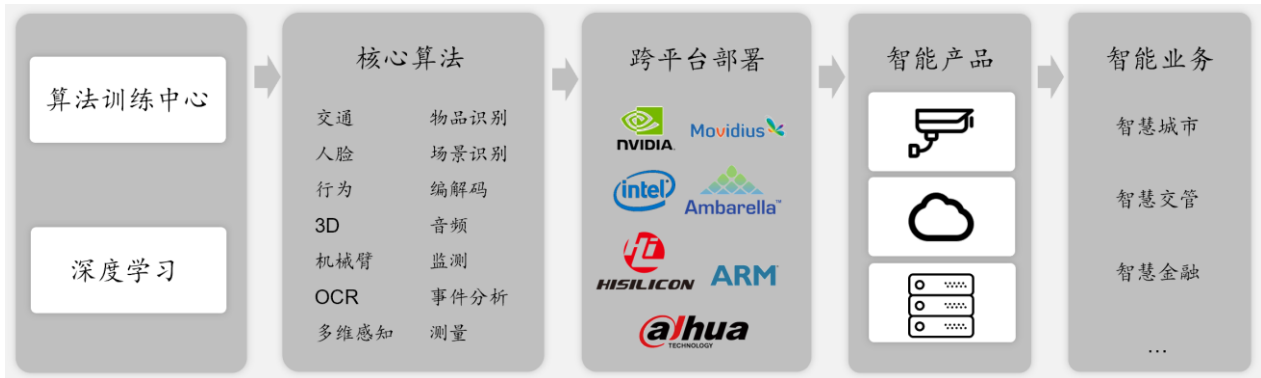 算法训练中心
深度学习
核心算法
交通 物品识别
人脸 场景识别
行为 编解码
3D 音频
机械臂 监测
OCR 事件分析
多维感知 测量
跨平台部署
NVIDIA. Movidius
intel Ambarella™
Hi
HISILICON ARM
alhua
TECHNOLOGY
智能产品
智能业务
智慧城市
智慧交管
智慧金融
...